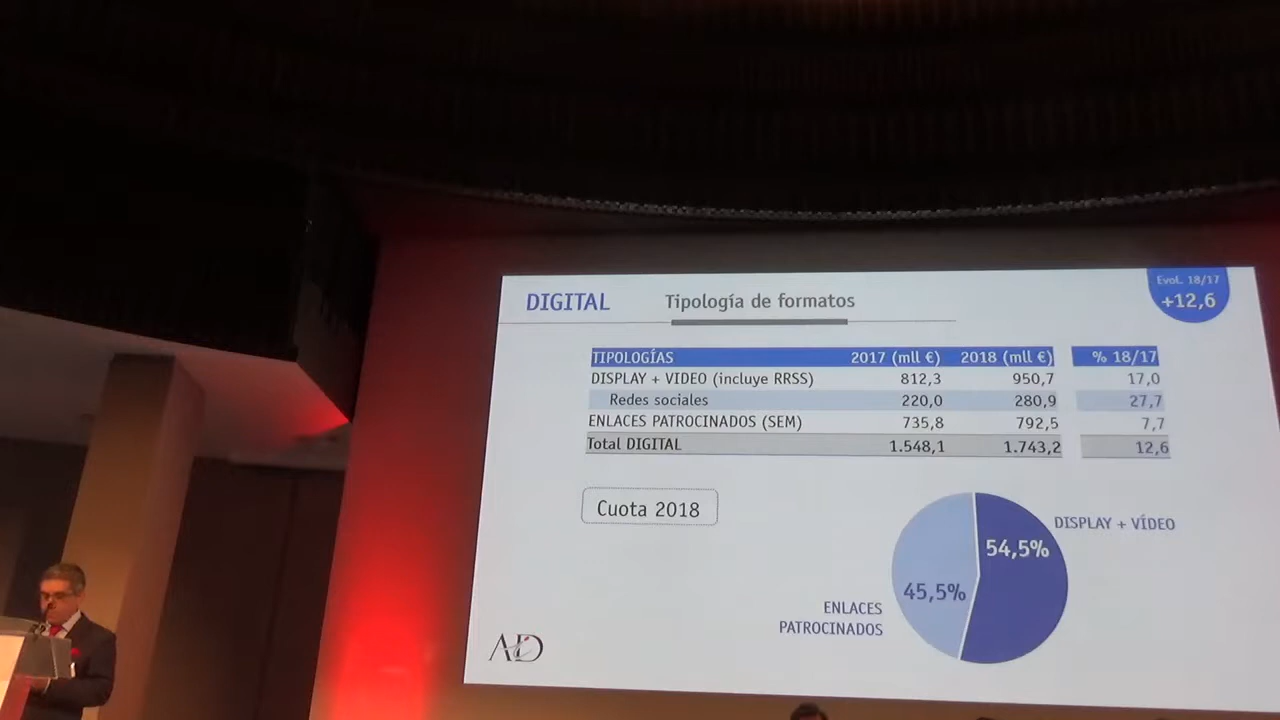 DIGITAL Tipología de formatos
Evol. 18/17
+12,6
TIPOLOGÍAS 2017 (mll €) 2018 (mll €) % 18/17
DISPLAY + VIDEO (incluye RRSS) 812,3 950,7 17,0
Redes sociales 220,0 280,9 27,7
ENLACES PATROCINADOS (SEM) 735,8 792,5 7,7
Total DIGITAL 1.548,1 1.743,2 12,6
Cuota 2018
DISPLAY + VÍDEO
54,5%
45,5%
ENLACES
PATROCINADOS
AD